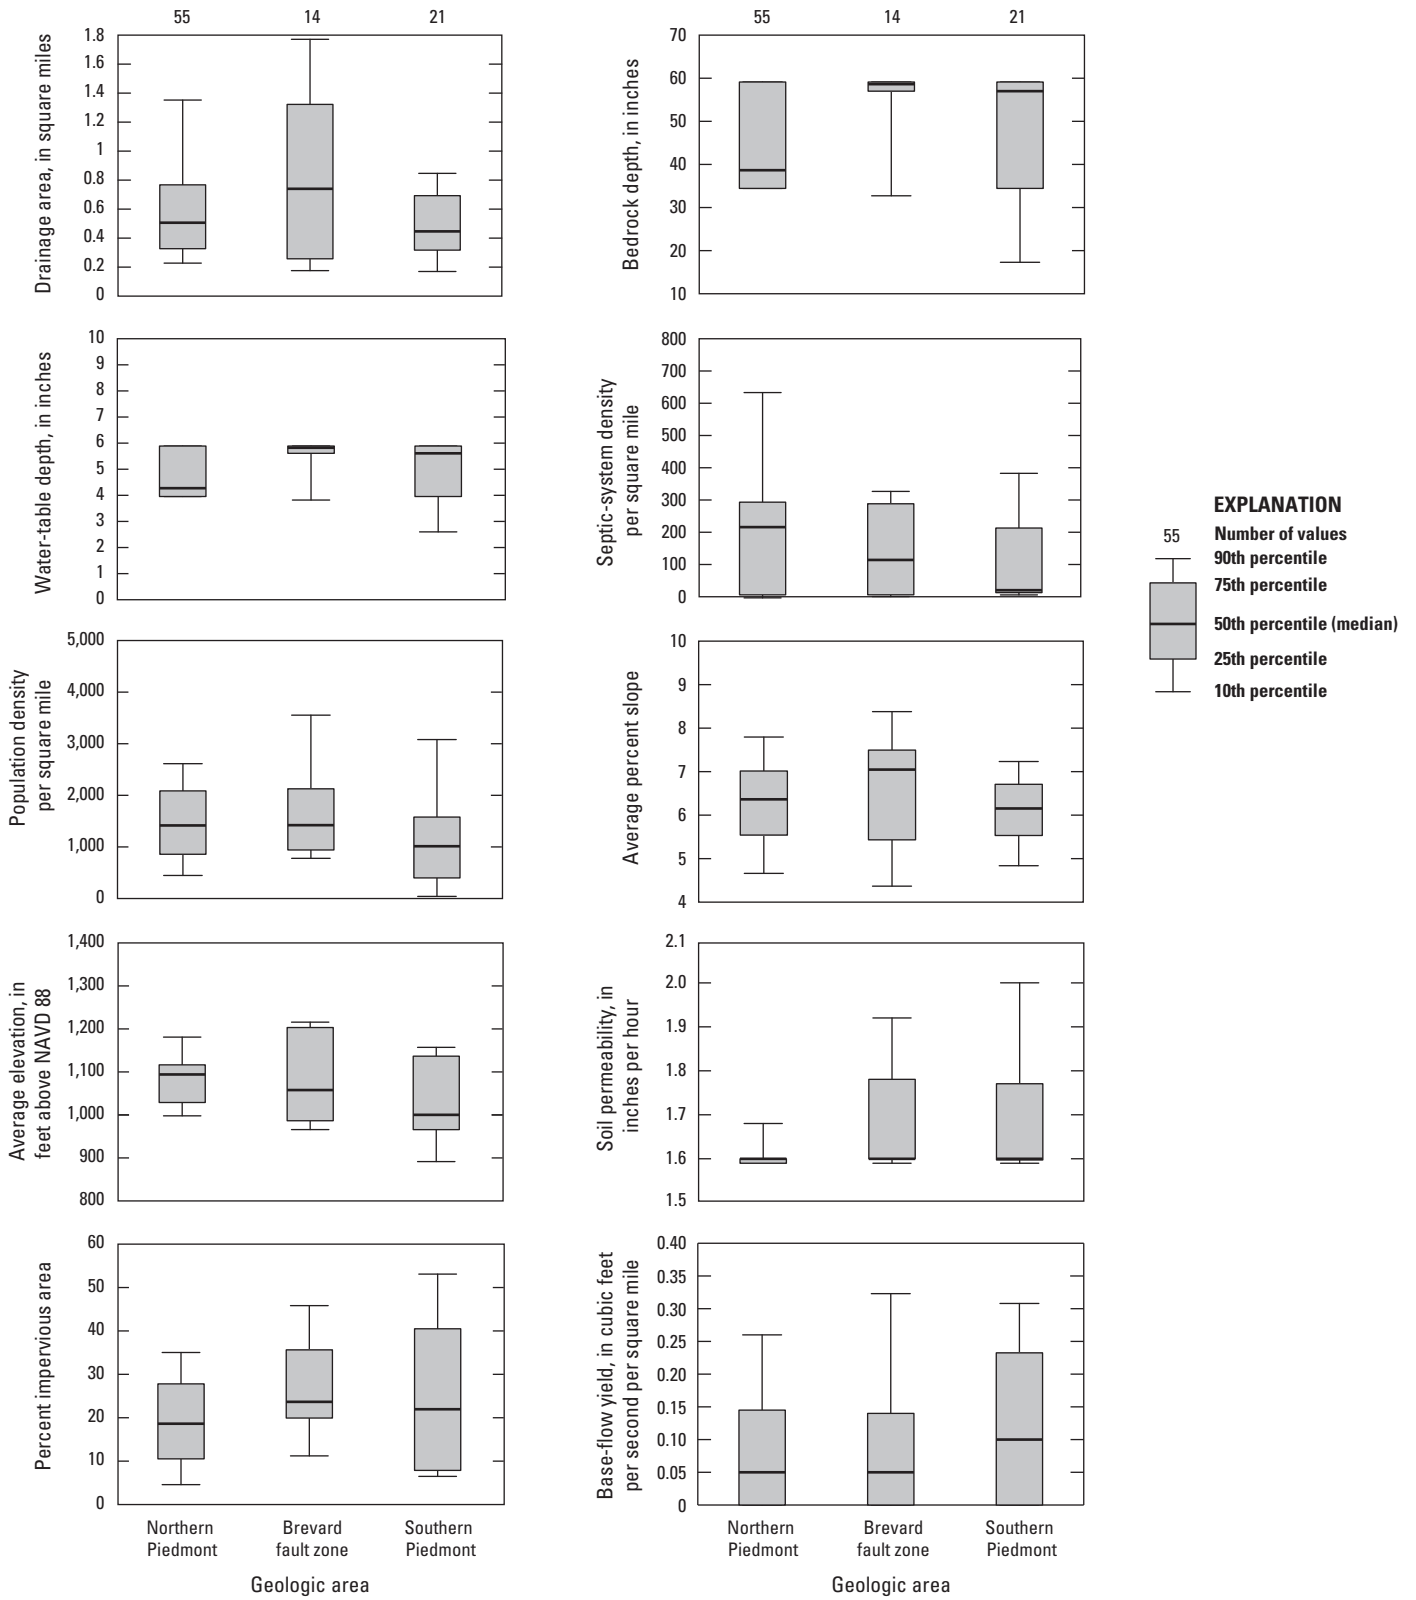 55 14 21
1.8
1.6
1.4
1.2
1
0.8
0.6
0.4
0.2
0
Drainage area, in square miles
55 14 21
70
60
50
40
30
20
10
Bedrock depth, in inches
10
9
8
7
6
5
4
3
2
1
0
Water-table depth, in inches
800
700
600
500
400
300
200
100
0
Septic-system density
per square mile
5,000
4,000
3,000
2,000
1,000
0
Population density
per square mile
10
9
8
7
6
5
4
Average percent slope
1,400
1,300
1,200
1,100
1,000
900
800
Average elevation, in
feet above NAVD 88
2.1
2.0
1.9
1.8
1.7
1.6
1.5
Soil permeability, in
inches per hour
60
50
40
30
20
10
0
Percent impervious area
Northern
Piedmont
Brevard
fault zone
Southern
Piedmont
Geologic area
0.40
0.35
0.30
0.25
0.20
0.15
0.10
0.05
0
Base-flow yield, in cubic feet
per second per square mile
Northern
Piedmont
Brevard
fault zone
Southern
Piedmont
Geologic area
EXPLANATION
55 Number of values
90th percentile
75th percentile
50th percentile (median)
25th percentile
10th percentile